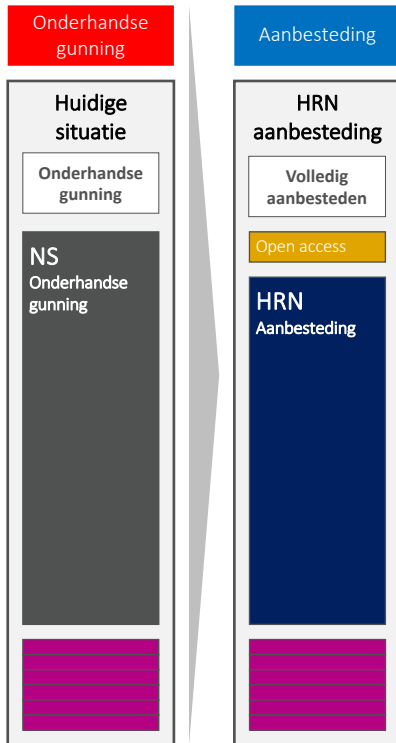 Onderhandse
gunning
Huidige
situatie
Onderhandse
gunning
NS
Onderhandse
gunning
Aanbesteding
HRN
aanbesteding
Volledig
aanbesteden
Open access
HRN
Aanbesteding